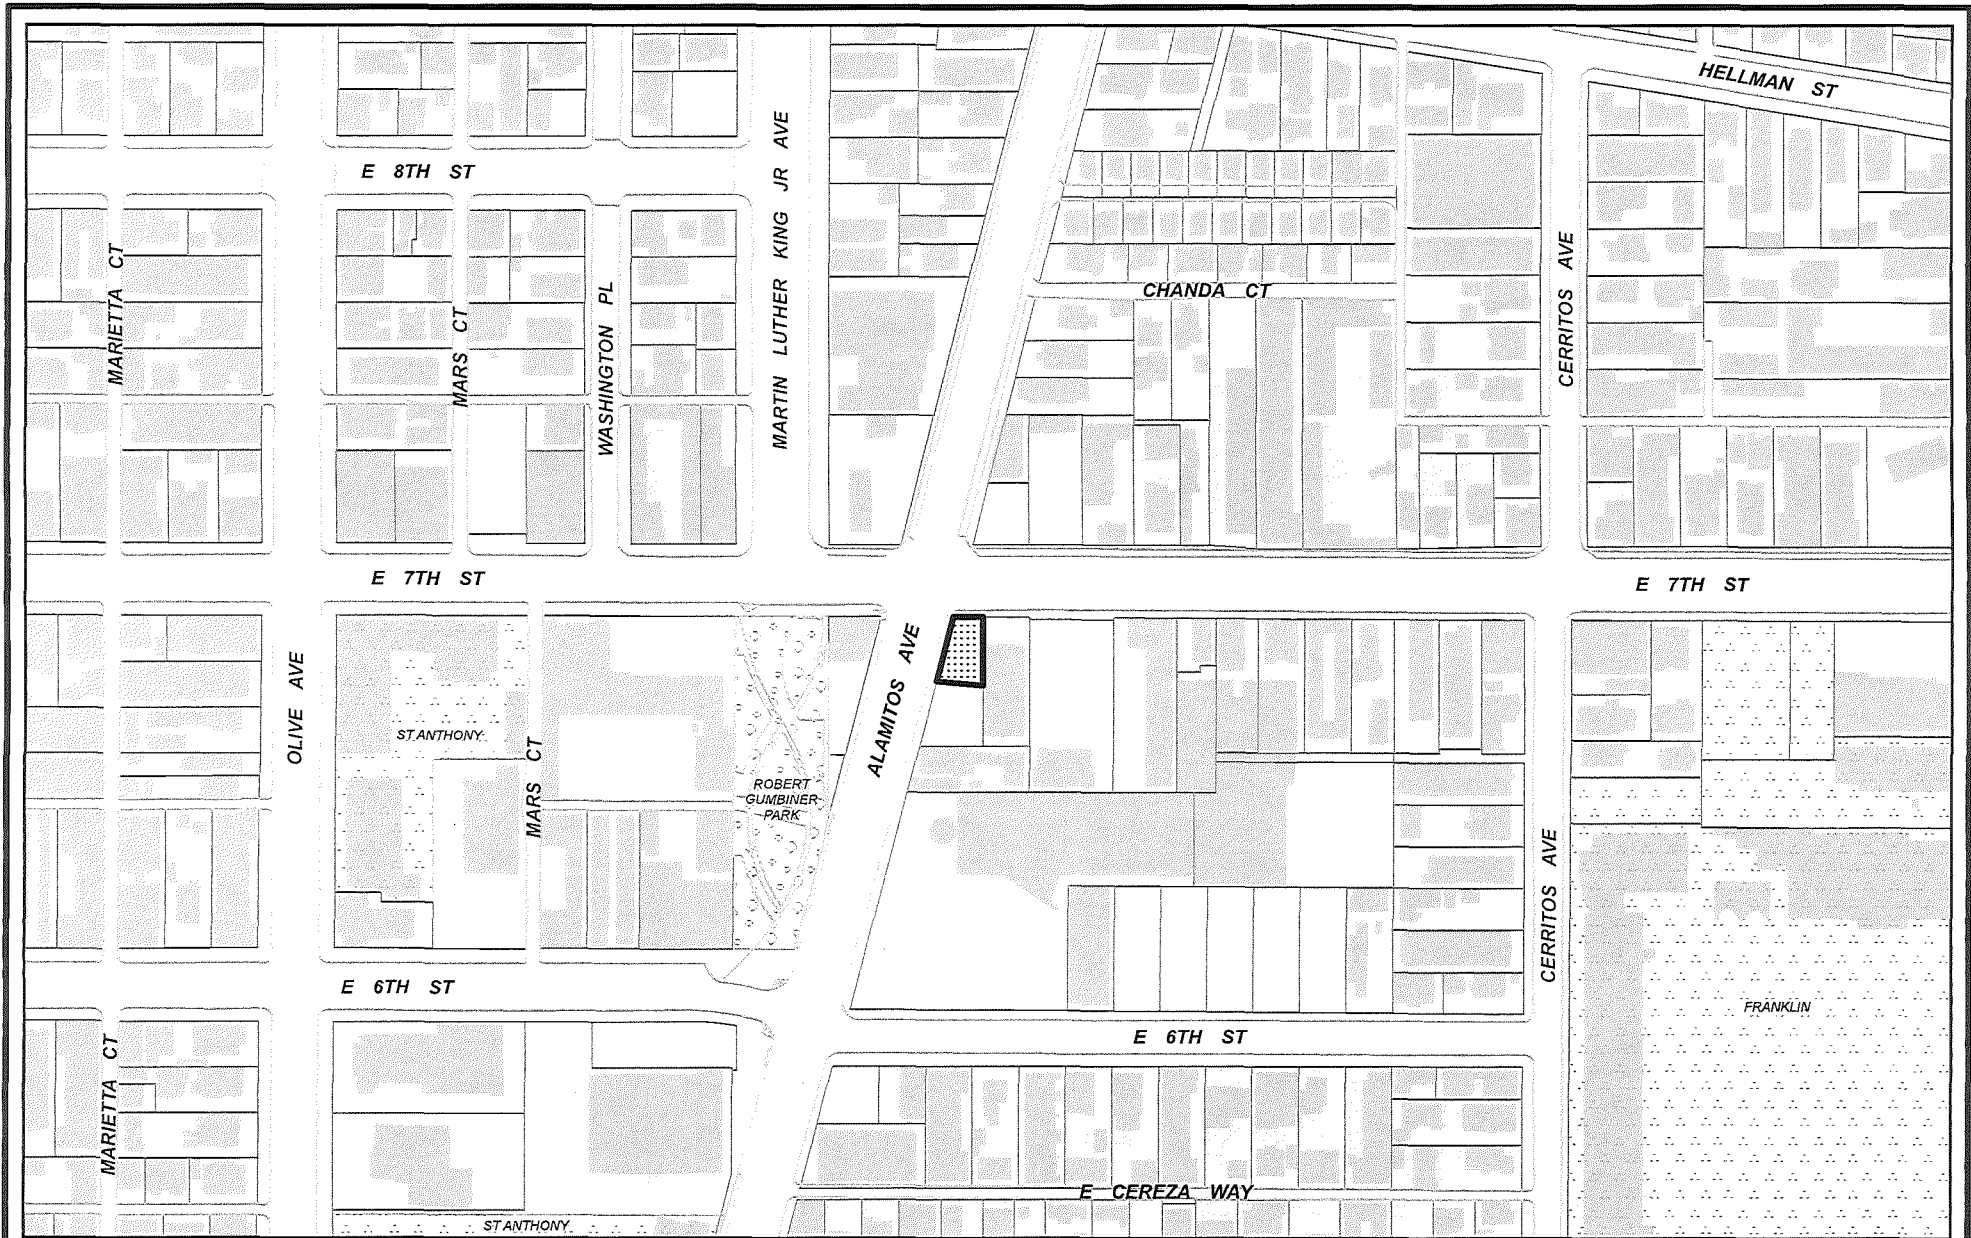 HELLMAN ST
E 8TH ST
MARTIN LUTHER KING JR AVE
MARIETTA CT
CERRITOS AVE
CHANDA CT
WASHINGTON PL
MARS CT
E 7TH ST
E 7TH ST
ALAMITOS AVE
OLIVE AVE
ST ANTHONY
MARS CT
ROBERT
GUMBINER
PARK
CERRITOS AVE
E 6TH ST
FRANKLIN
E 6TH ST
MARIETTA CT
E CEREZA WAY
ST ANTHONY